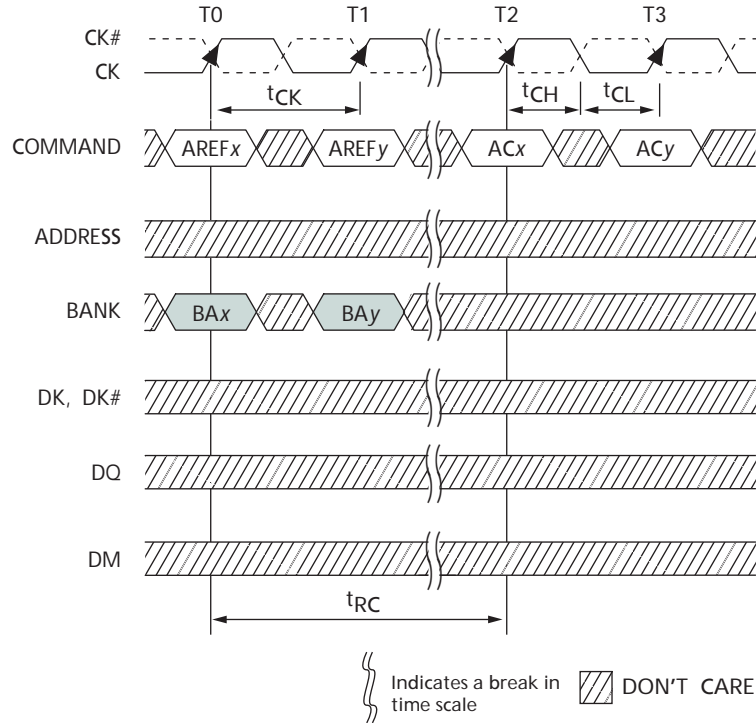 T0 T1 T2 T3
CK#
CK
tCK tCH tCL
COMMAND AREFx AREFy ACx ACy
ADDRESS
BANK BAx BAy
DK, DK#
DQ
DM
tRC
Indicates a break in
time scale
DON'T CARE